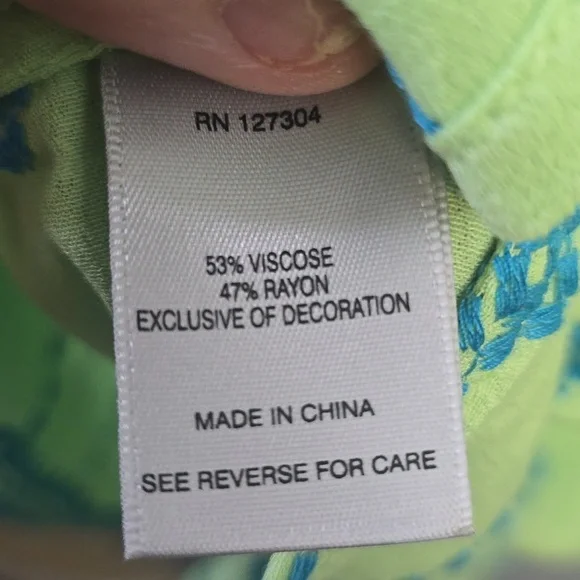 RN 127304
53% VISCOSE
47% RAYON
EXCLUSIVE OF DECORATION
MADE IN CHINA
SEE REVERSE FOR CARE